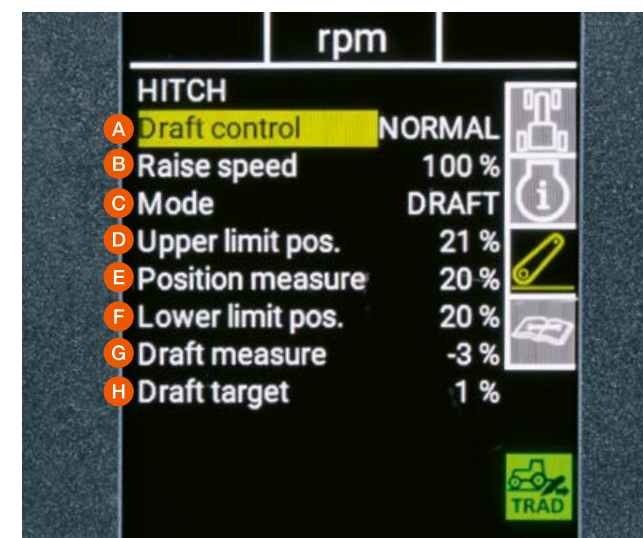 rpm
HITCH
A Draft control NORMAL
B Raise speed 100 %
C Mode DRAFT
D Upper limit pos. 21 %
E Position measure 20 %
F Lower limit pos. 20 %
G Draft measure -3 %
H Draft target 1 %
i
TRAD